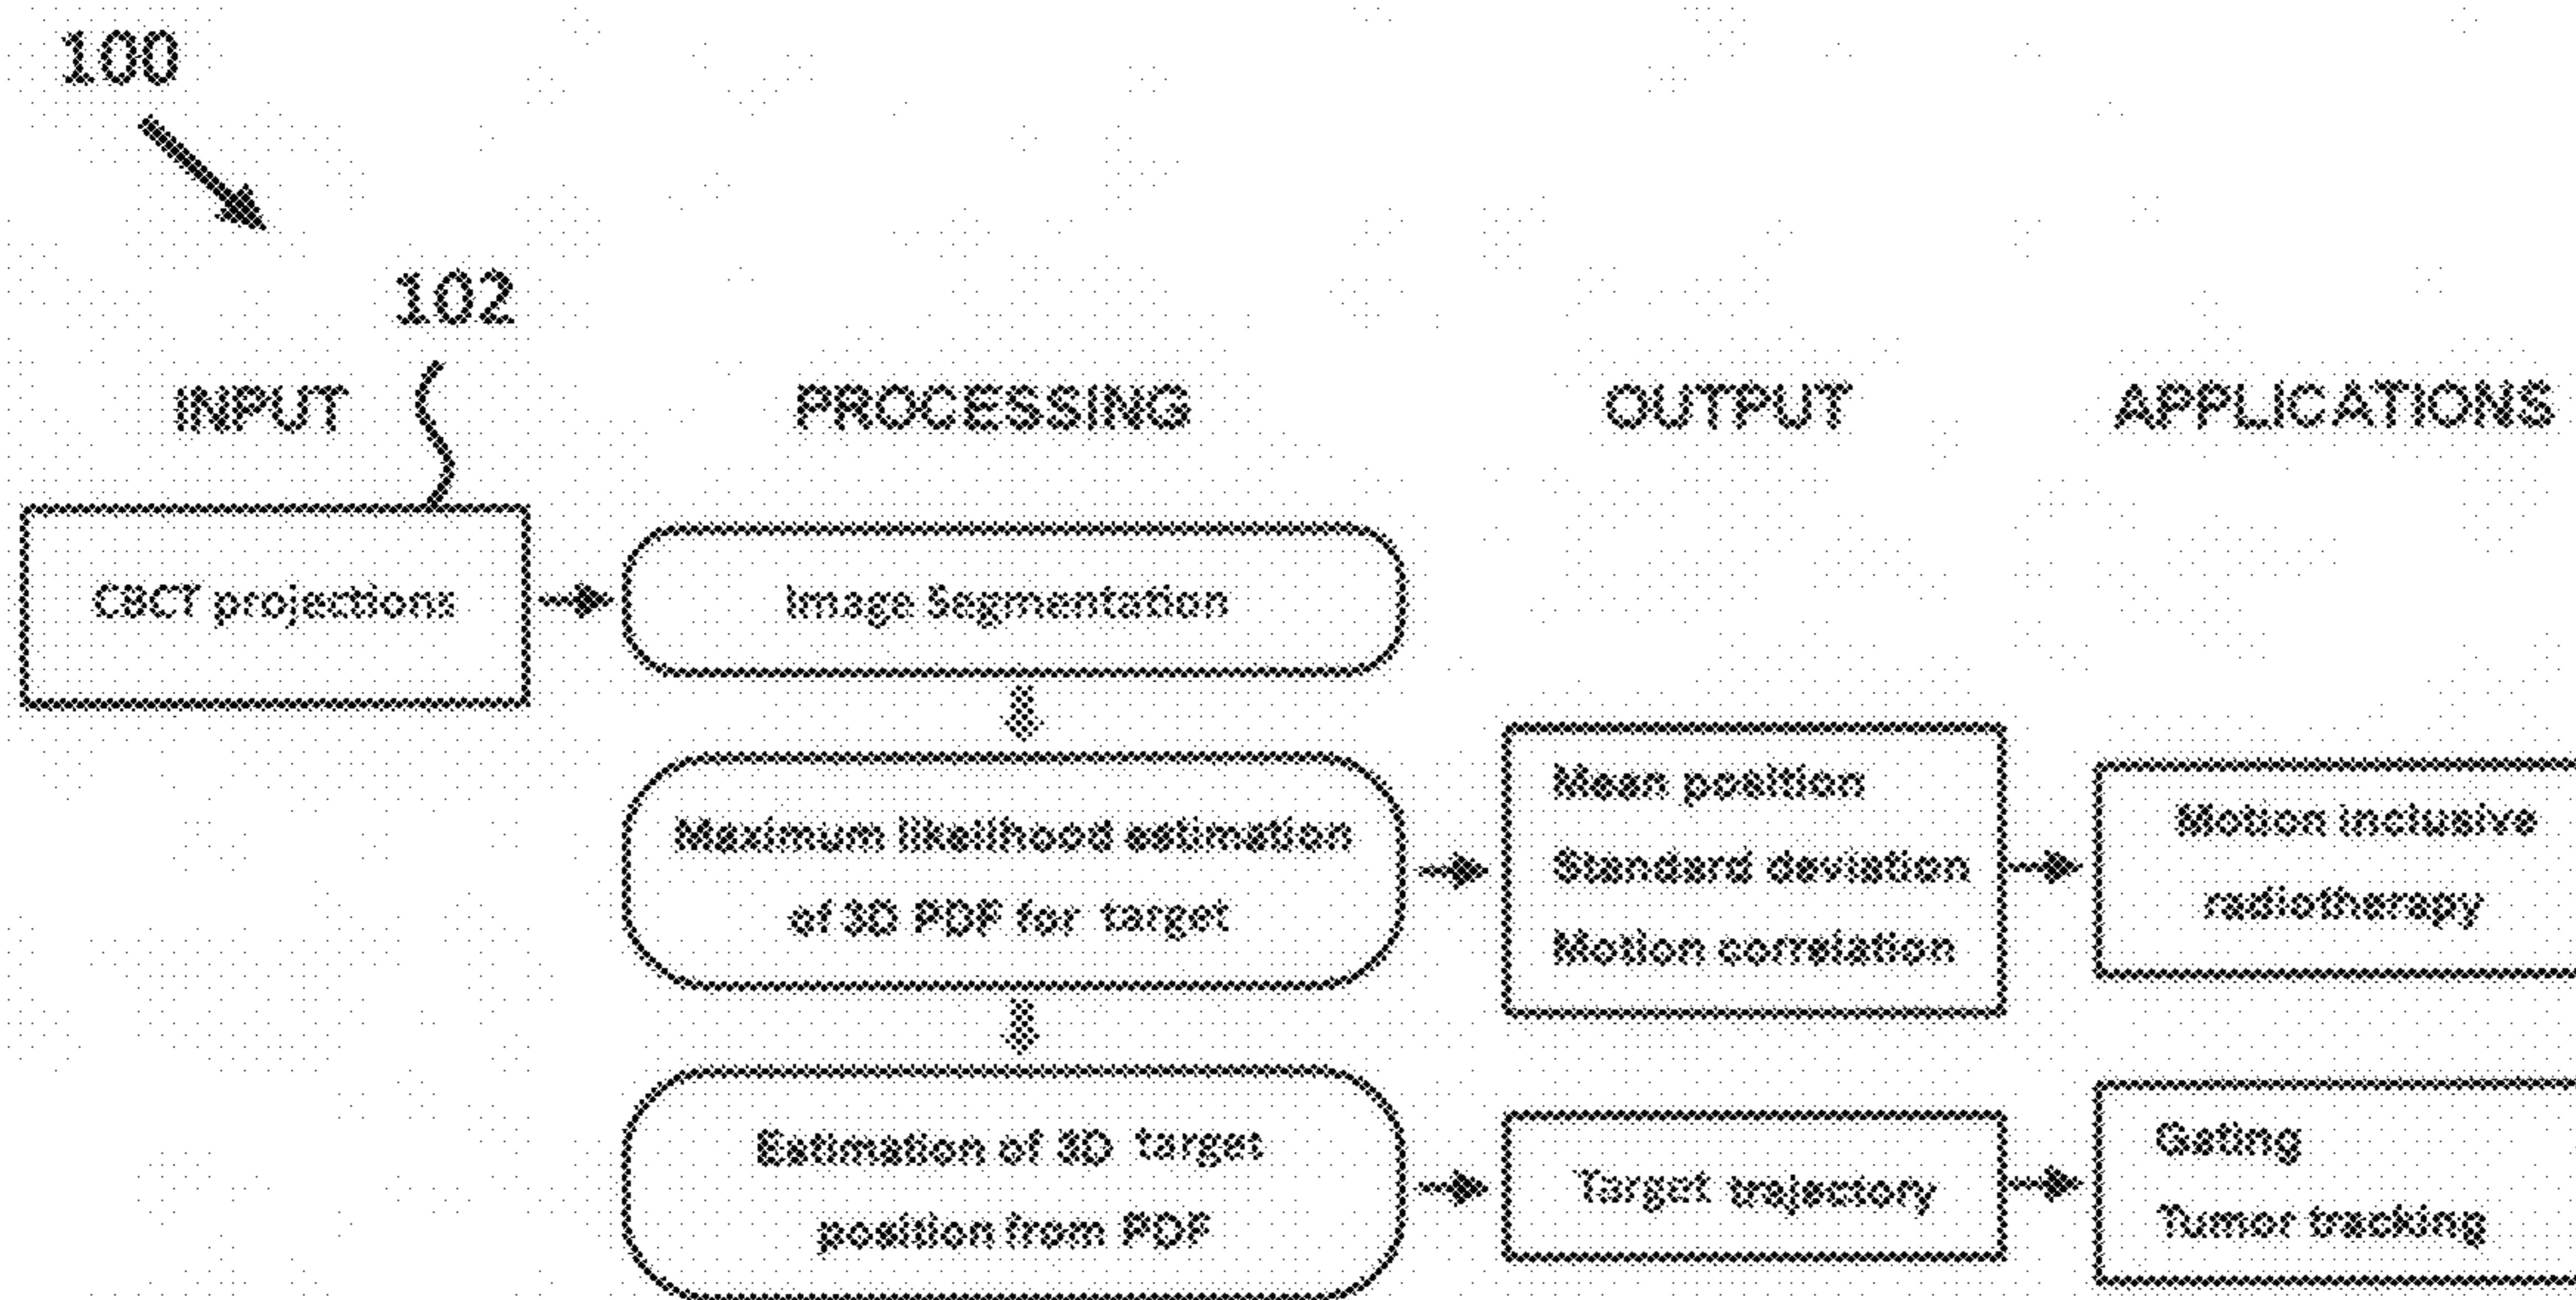 100
102
INPUT
PROCESSING
OUTPUT
APPLICATIONS
CBCT projections
Image Segmentation
Maximum likelihood estimation
of 3D PDF for target
Mean position
Standard deviation
Motion correlation
Motion inclusive
radiotherapy
Estimation of 3D target
position from PDF
Target trajectory
Gating
Tumor tracking